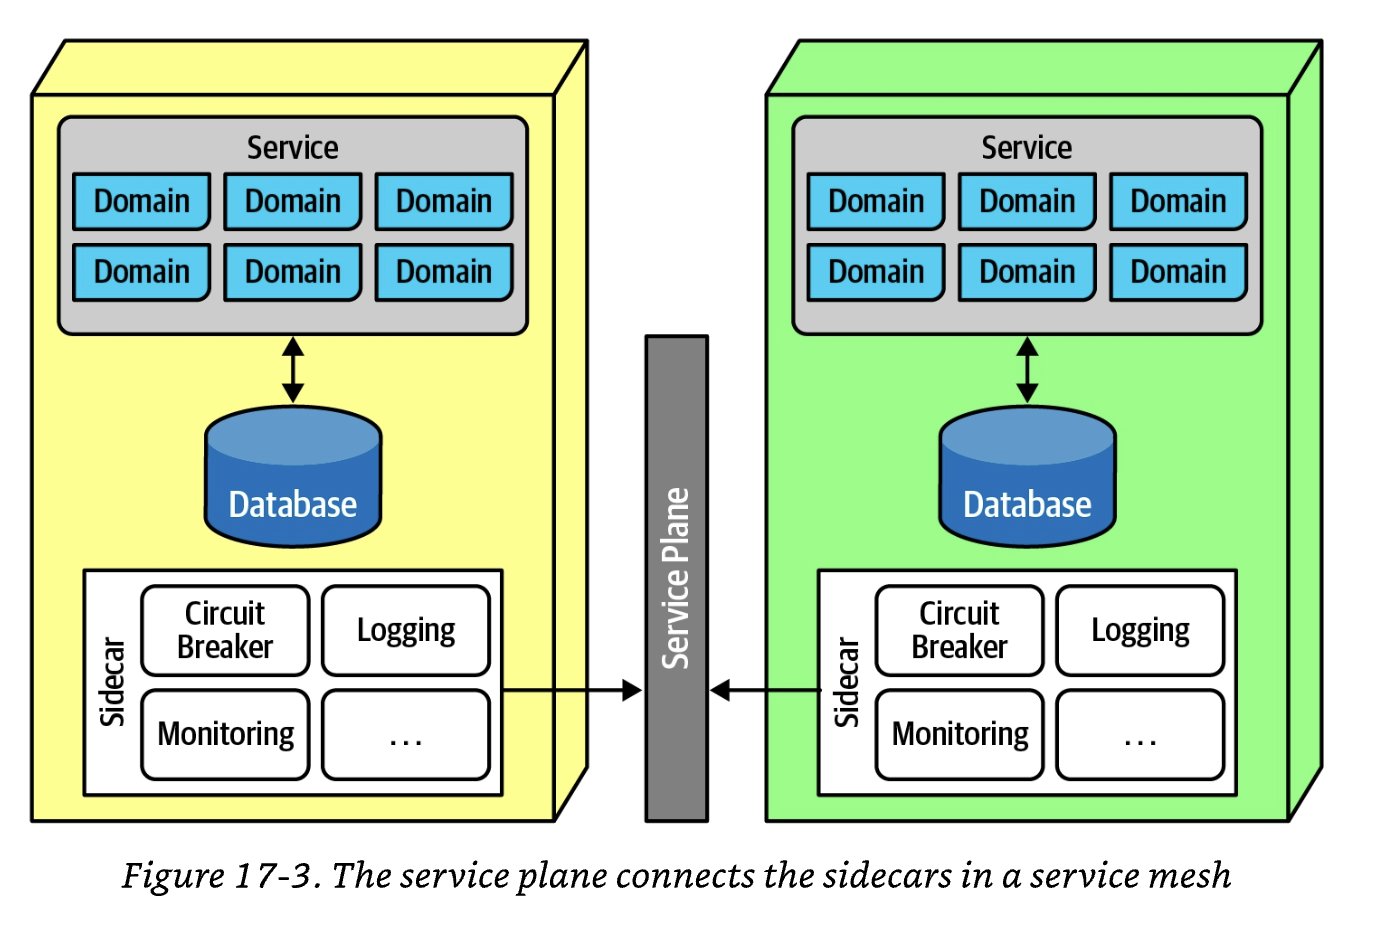 Service
Domain Domain Domain
Domain Domain Domain
Database
Sidecar
Circuit
Breaker
Logging
Monitoring
...
Service Plane
Service
Domain Domain Domain
Domain Domain Domain
Database
Sidecar
Circuit
Breaker
Logging
Monitoring
...
Figure 17-3. The service plane connects the sidecars in a service mesh